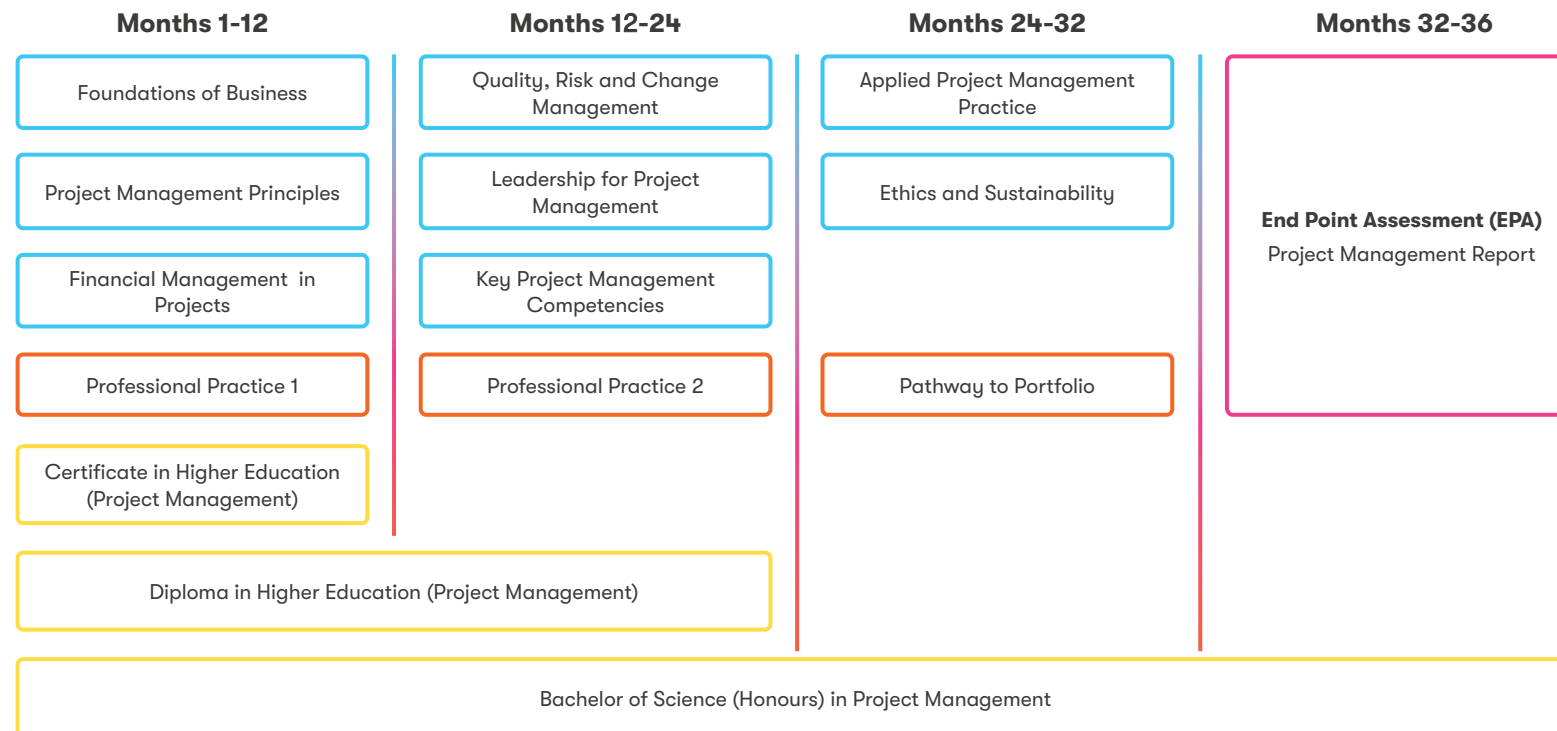 Months 1-12
Months 12-24
Months 24-32
Months 32-36
Foundations of Business
Quality, Risk and Change
Management
Applied Project Management
Practice
Project Management Principles
Leadership for Project
Management
Ethics and Sustainability
End Point Assessment (EPA)
Project Management Report
Financial Management in
Projects
Key Project Management
Competencies
Professional Practice 1
Professional Practice 2
Pathway to Portfolio
Certificate in Higher Education
(Project Management)
Diploma in Higher Education (Project Management)
Bachelor of Science (Honours) in Project Management